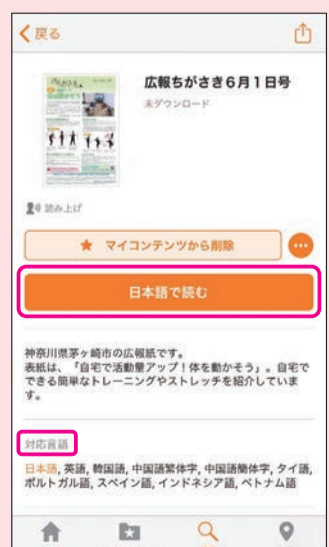 戻る
広報ちがさき6月1日号
未ダウンロード
読み上げ
★ マイコンテンツから削除
日本語で読む
神奈川県茅ヶ崎市の広報紙です。
表紙は、「自宅で活動量アップ！体を動かそう」。自宅で
できる簡単なトレーニングやストレッチを紹介していま
す。
対応言語
日本語, 英語, 韓国語, 中国語繁体字, 中国語簡体字, タイ語,
ポルトガル語, スペイン語, インドネシア語, ベトナム語